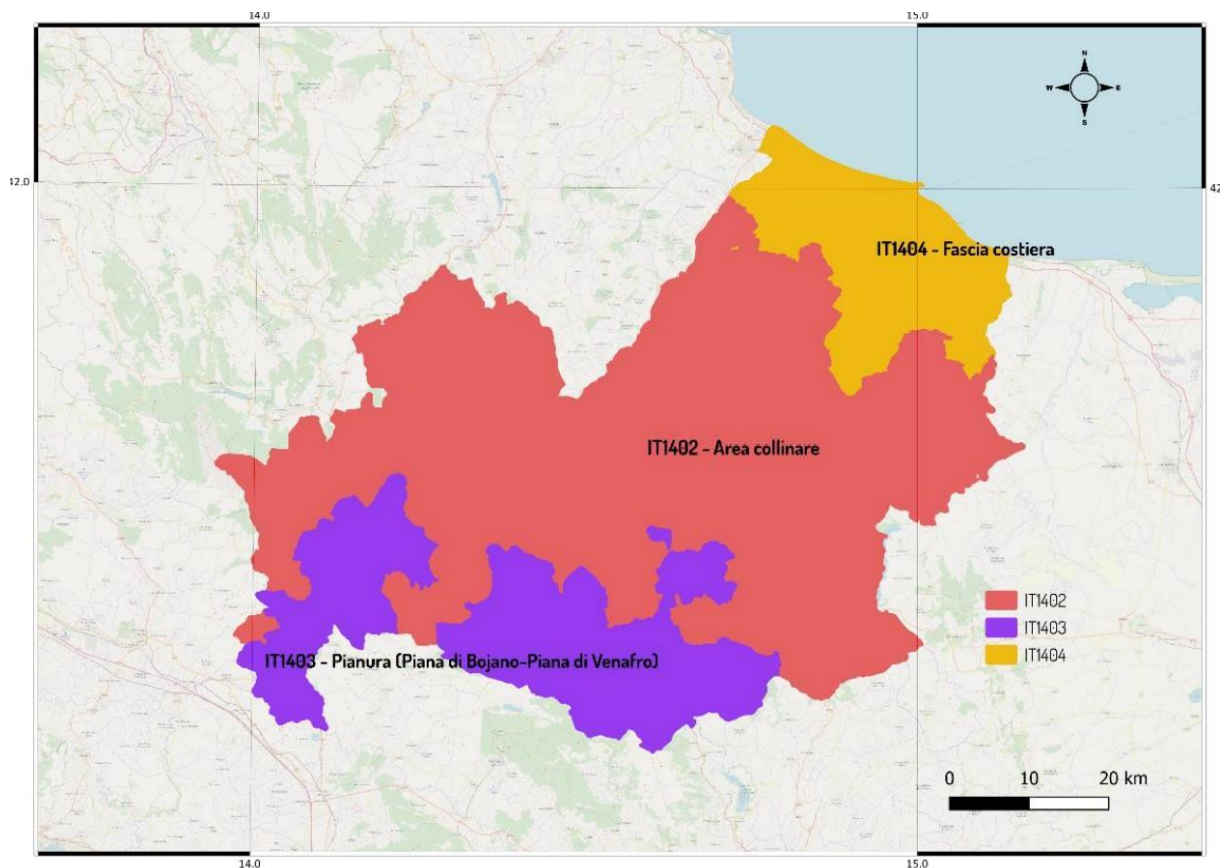 14.0
15.0
N
W
E
S
42.0
42
IT1404 - Fascia costiera
IT1402 - Area collinare
IT1402
IT1403
IT1404
IT1403 - Pianura (Piana di Bojano-Piana di Venafro)
0
10
20 km
14.0
15.0